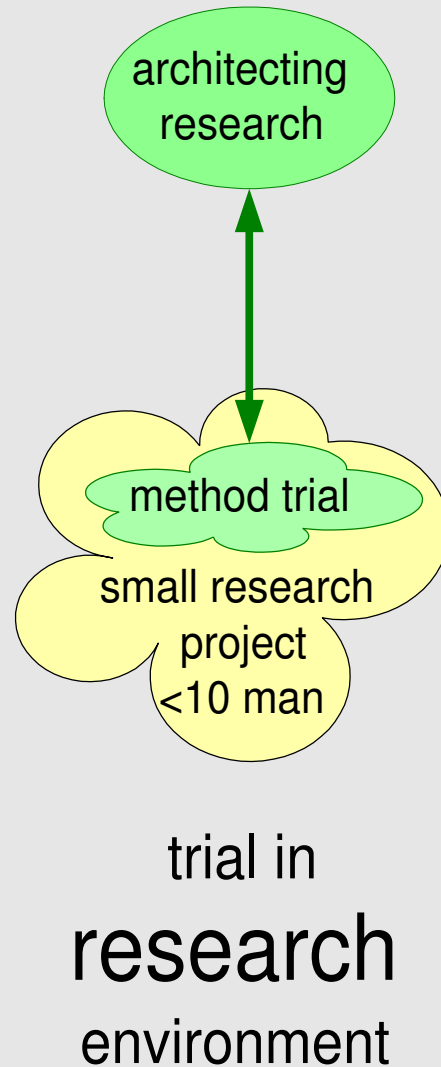 architecting
research
method trial
small research
project
<10 man
trial in
research
environment